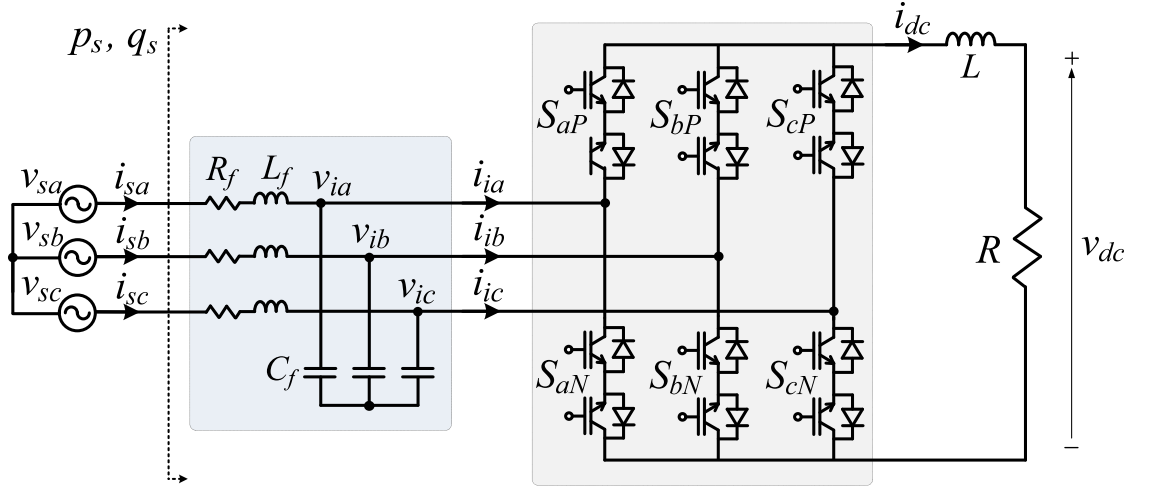 p_s, q_s
i_dc
L
+
S_aP
S_bP
S_cP
v_sa
i_sa
R_f
L_f
v_ia
i_ia
v_sb
i_sb
v_ib
i_ib
v_sc
i_sc
v_ic
i_ic
R
v_dc
C_f
S_aN
S_bN
S_cN
−